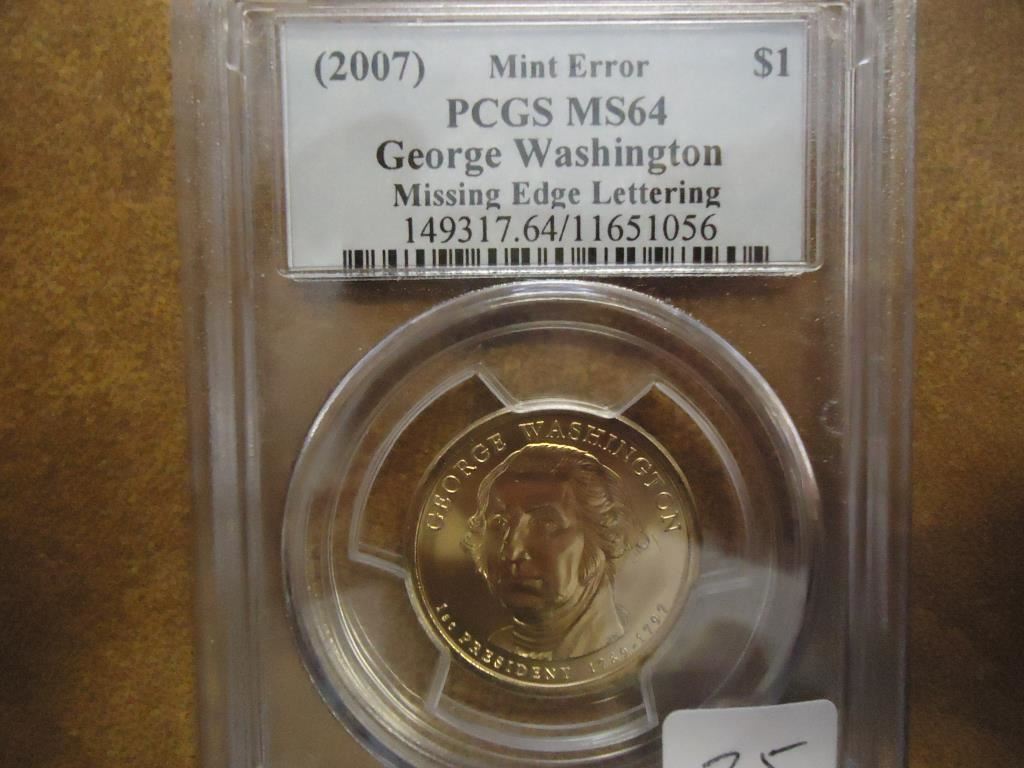 (2007) Mint Error $1
PCGS MS64
George Washington
Missing Edge Lettering
149317.64/11651056
GEORGE WASHINGTON
1st PRESIDENT 1789-1797